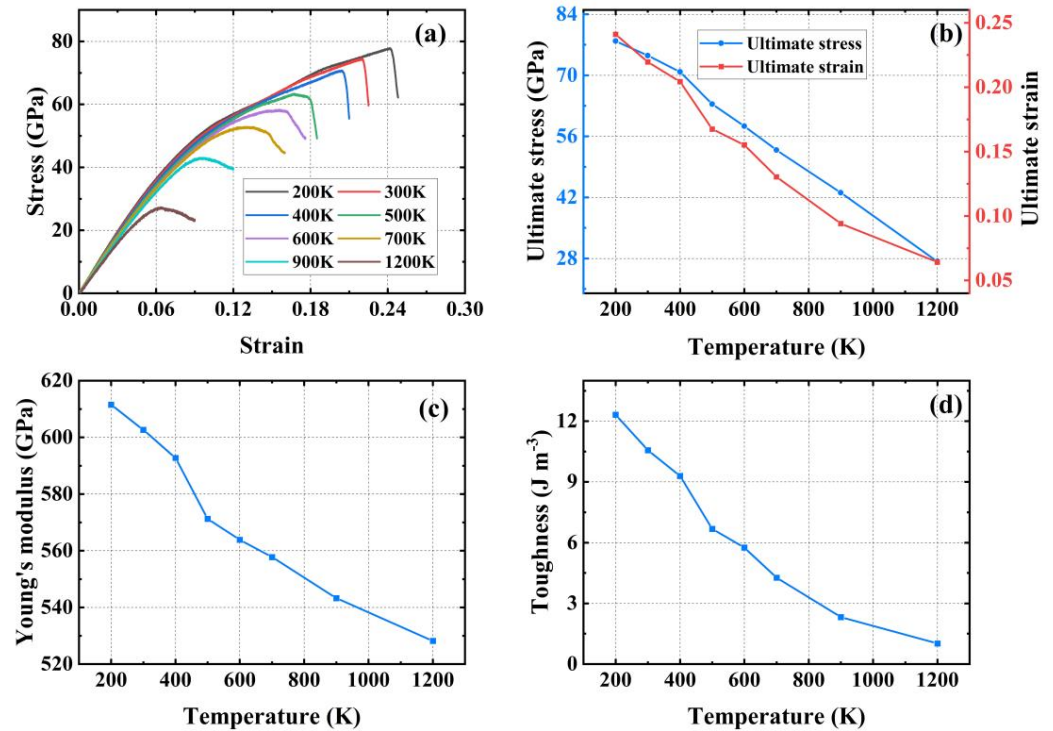 (a)
Stress (GPa)
80
60
40
20
0
200K 300K
400K 500K
600K 700K
900K 1200K
0.00 0.06 0.12 0.18 0.24 0.30
Strain
(b)
Ultimate stress (GPa)
84
70
56
42
28
Ultimate stress
Ultimate strain
0.25
0.20
0.15
0.10
0.05
Ultimate strain
200 400 600 800 1000 1200
Temperature (K)
(c)
Young's modulus (GPa)
620
600
580
560
540
520
200 400 600 800 1000 1200
Temperature (K)
(d)
Toughness (J m⁻³)
12
9
6
3
0
200 400 600 800 1000 1200
Temperature (K)